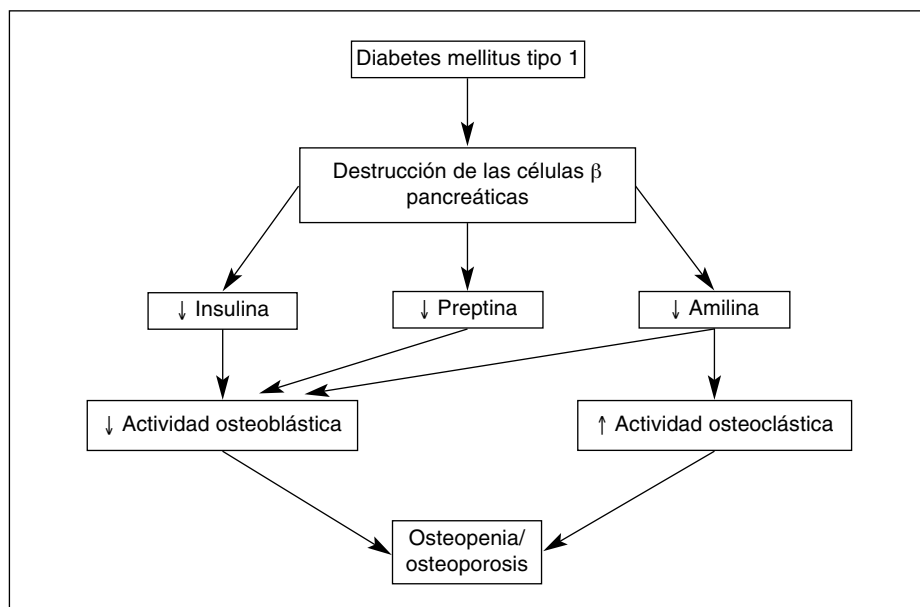 Diabetes mellitus tipo 1
Destrucción de las células β
pancreáticas
↓ Insulina
↓ Preptina
↓ Amilina
↓ Actividad osteoblástica
↑ Actividad osteoclástica
Osteopenia/
osteoporosis